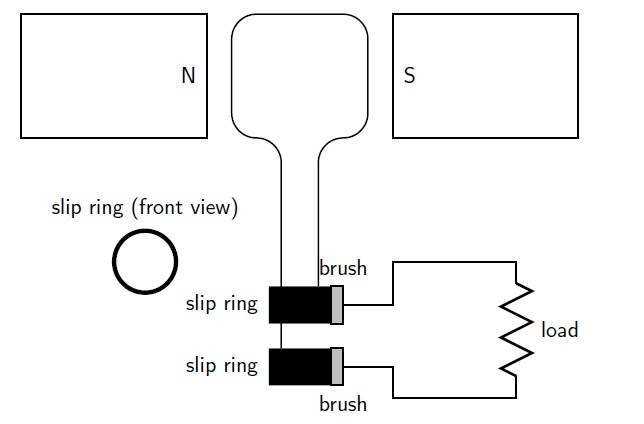 N
S
slip ring (front view)
brush
slip ring
load
slip ring
brush